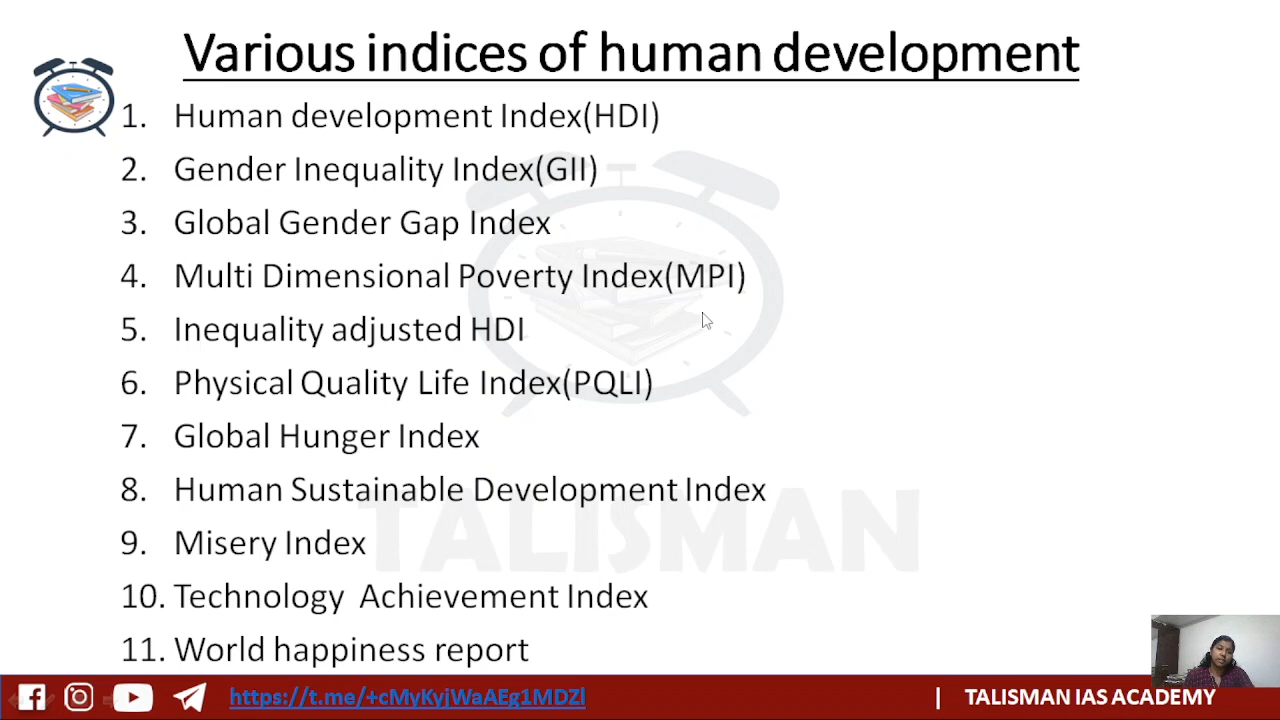 Various indices of human development
1. Human development Index(HDI)
2. Gender Inequality Index(GII)
3. Global Gender Gap Index
4. Multi Dimensional Poverty Index(MPI)
5. Inequality adjusted HDI
6. Physical Quality Life Index(PQLI)
7. Global Hunger Index
8. Human Sustainable Development Index
9. Misery Index
10. Technology  Achievement Index
11. World happiness report
TALISMAN
https://t.me/+cMyKyjWaAEg1MDZl | TALISMAN IAS ACADEMY